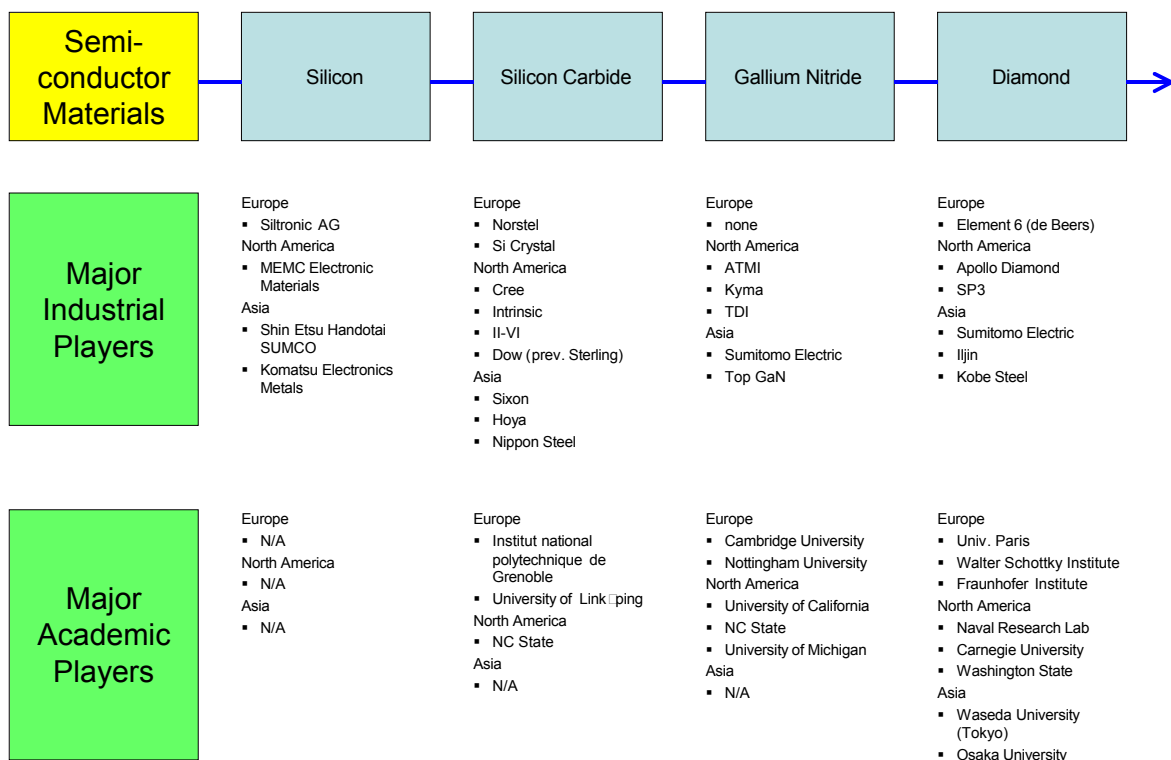 Semi-
conductor
Materials
Silicon
Silicon Carbide
Gallium Nitride
Diamond
Major
Industrial
Players
Europe
▪ Siltronic AG
North America
▪ MEMC Electronic
Materials
Asia
▪ Shin Etsu Handotai
SUMCO
▪ Komatsu Electronics
Metals
Europe
▪ Norstel
▪ Si Crystal
North America
▪ Cree
▪ Intrinsic
▪ II-VI
▪ Dow (prev. Sterling)
Asia
▪ Sixon
▪ Hoya
▪ Nippon Steel
Europe
▪ none
North America
▪ ATMI
▪ Kyma
▪ TDI
Asia
▪ Sumitomo Electric
▪ Top GaN
Europe
▪ Element 6 (de Beers)
North America
▪ Apollo Diamond
▪ SP3
Asia
▪ Sumitomo Electric
▪ Iljin
▪ Kobe Steel
Major
Academic
Players
Europe
▪ N/A
North America
▪ N/A
Asia
▪ N/A
Europe
▪ Institut national
polytechnique de
Grenoble
▪ University of Link□ping
North America
▪ NC State
Asia
▪ N/A
Europe
▪ Cambridge University
▪ Nottingham University
North America
▪ University of California
▪ NC State
▪ University of Michigan
Asia
▪ N/A
Europe
▪ Univ. Paris
▪ Walter Schottky Institute
▪ Fraunhofer Institute
North America
▪ Naval Research Lab
▪ Carnegie University
▪ Washington State
Asia
▪ Waseda University
(Tokyo)
▪ Osaka University